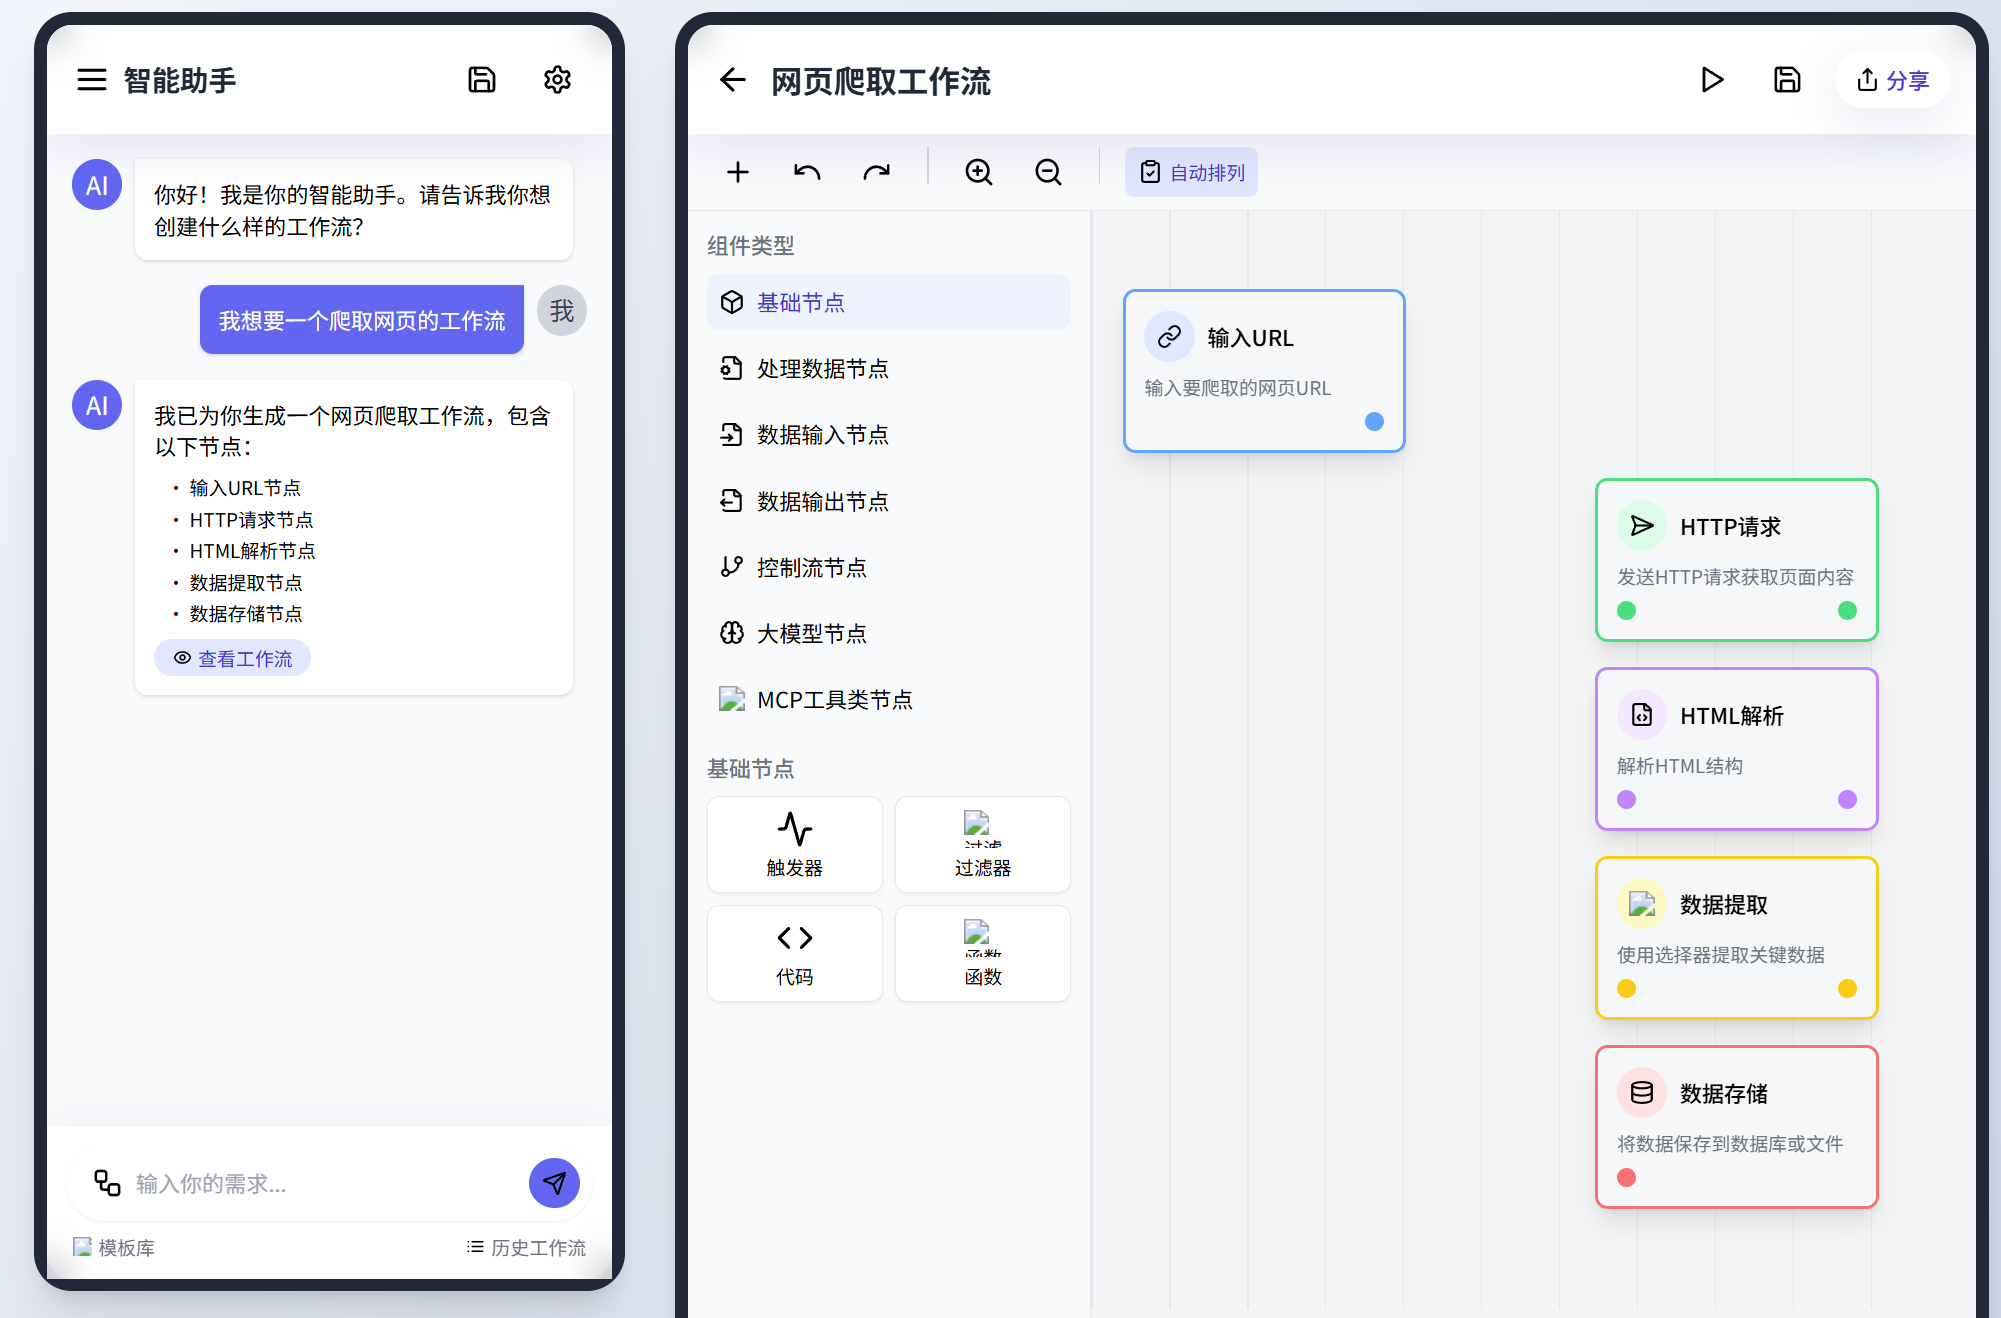 智能助手
AI
你好！我是你的智能助手。请告诉我你想
创建什么样的工作流?
我想要一个爬取网页的工作流
我
AI
我已为你生成一个网页爬取工作流，包含
以下节点：
• 输入URL节点
• HTTP请求节点
• HTML解析节点
• 数据提取节点
• 数据存储节点
查看工作流
输入你的需求...
模板库
历史工作流
网页爬取工作流
分享
自动排列
组件类型
基础节点
处理数据节点
数据输入节点
数据输出节点
控制流节点
大模型节点
MCP工具类节点
基础节点
触发器
过滤
过滤器
代码
函数
函数
输入URL
输入要爬取的网页URL
HTTP请求
发送HTTP请求获取页面内容
HTML解析
解析HTML结构
数据提取
使用选择器提取关键数据
数据存储
将数据保存到数据库或文件